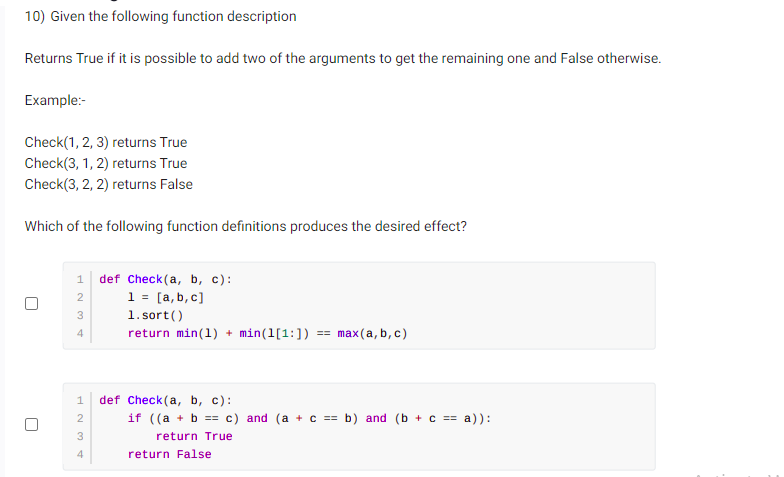 10) Given the following function description
Returns True if it is possible to add two of the arguments to get the remaining one and False otherwise.
Example:-
Check(1, 2, 3) returns True
Check(3, 1, 2) returns True
Check(3, 2, 2) returns False
Which of the following function definitions produces the desired effect?
1 def Check(a, b, c):
2     l = [a,b,c]
3     l.sort()
4     return min(l) + min(l[1:]) == max(a,b,c)
1 def Check(a, b, c):
2     if ((a + b == c) and (a + c == b) and (b + c == a)):
3         return True
4     return False